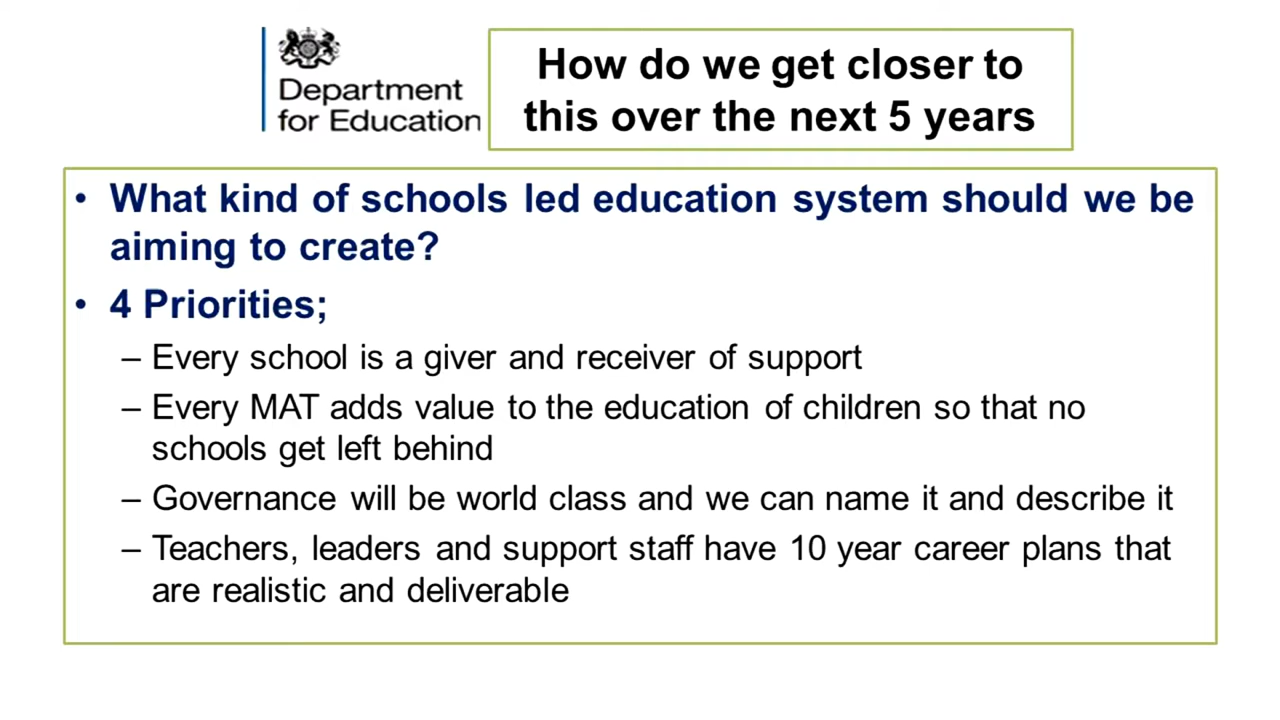 Department
for Education
How do we get closer to
this over the next 5 years
• What kind of schools led education system should we be
aiming to create?
• 4 Priorities;
– Every school is a giver and receiver of support
– Every MAT adds value to the education of children so that no
schools get left behind
– Governance will be world class and we can name it and describe it
– Teachers, leaders and support staff have 10 year career plans that
are realistic and deliverable